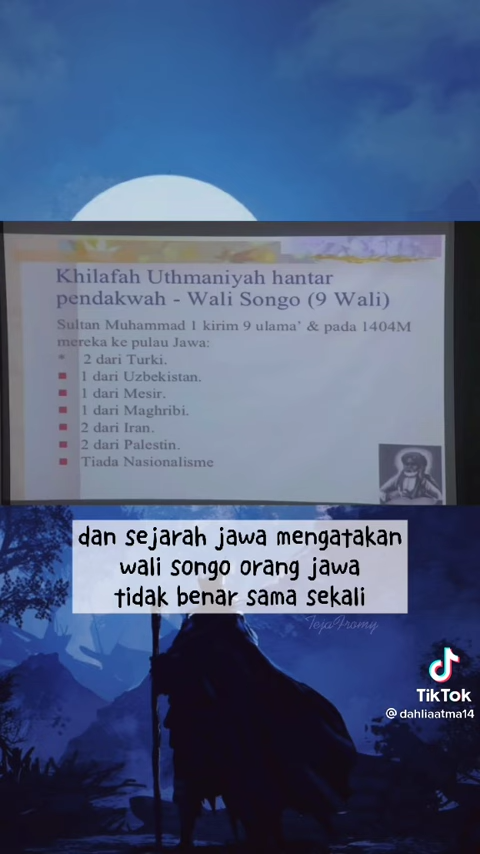 Khilafah Uthmaniyah hantar
pendakwah - Wali Songo (9 Wali)
Sultan Muhammad 1 kirim 9 ulama' & pada 1404M
mereka ke pulau Jawa:
* 2 dari Turki.
■ 1 dari Uzbekistan.
■ 1 dari Mesir.
■ 1 dari Maghribi.
■ 2 dari Iran.
■ 2 dari Palestin.
■ Tiada Nasionalisme
dan sejarah jawa mengatakan
wali songo orang jawa
tidak benar sama sekali
TikTok
@ dahliaatma14